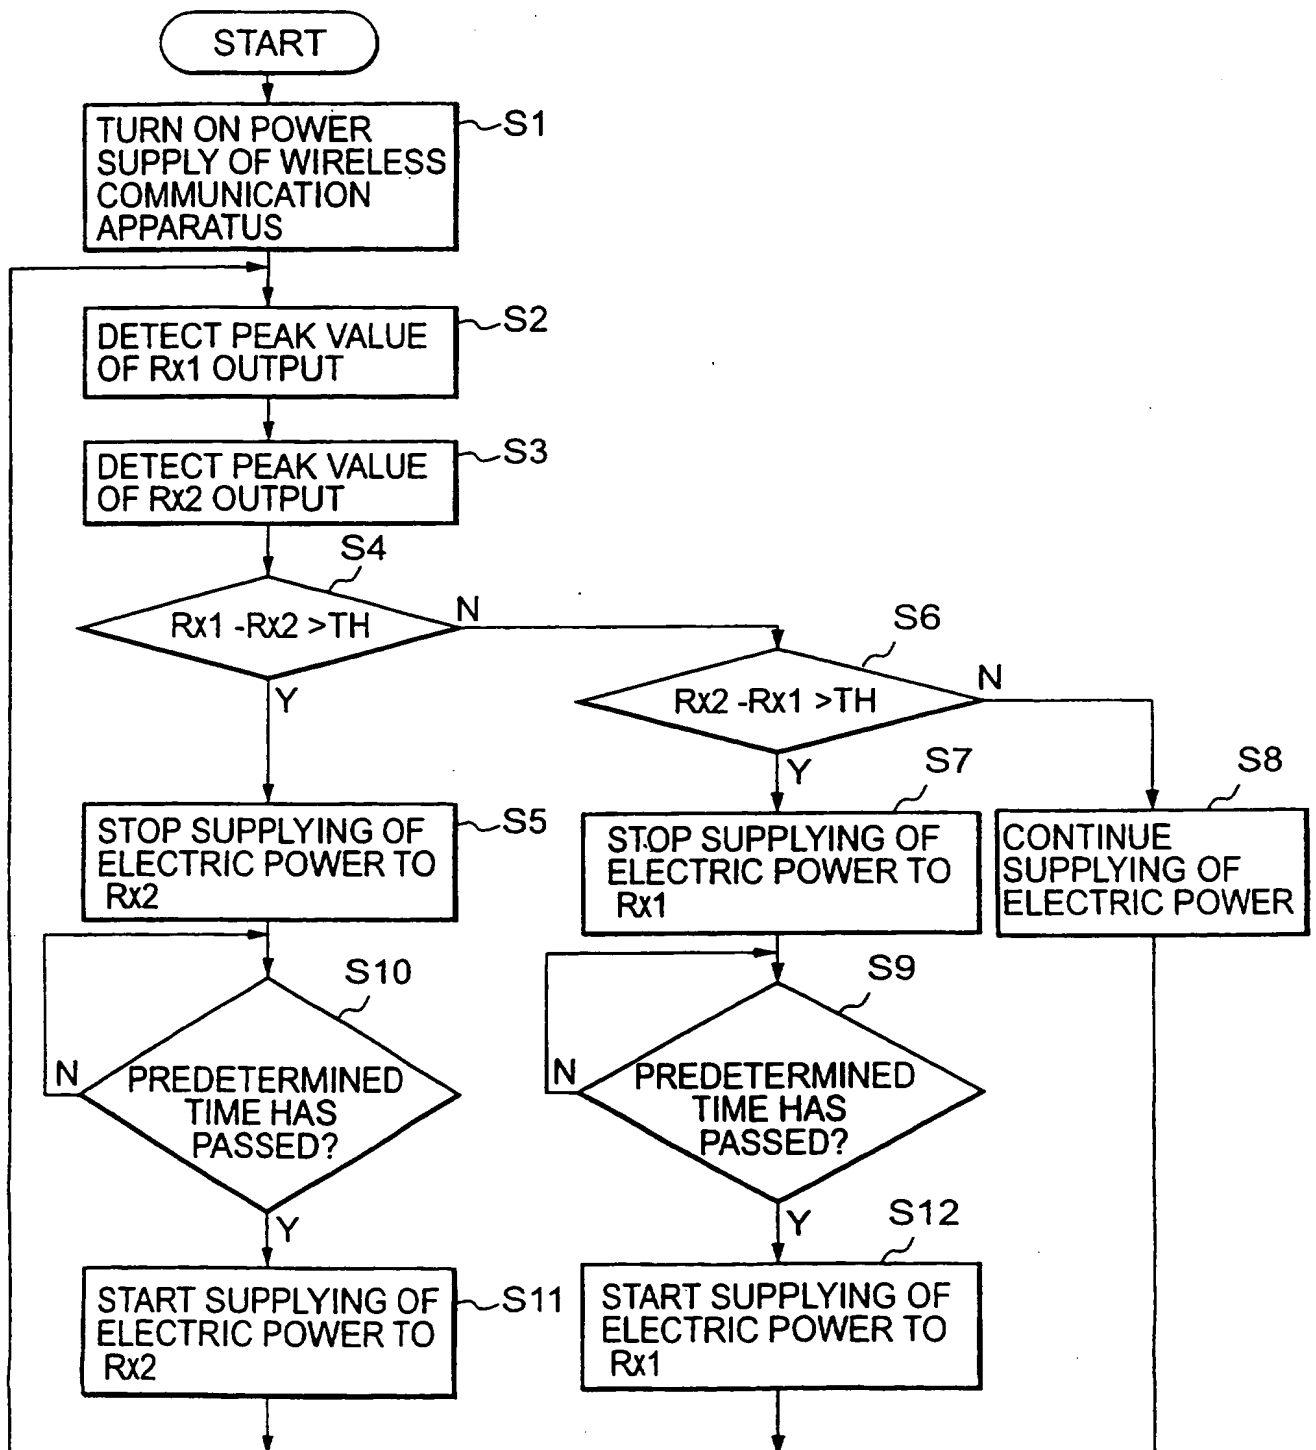 START
TURN ON POWER
SUPPLY OF WIRELESS
COMMUNICATION
APPARATUS
S1
DETECT PEAK VALUE
OF Rx1 OUTPUT
S2
DETECT PEAK VALUE
OF Rx2 OUTPUT
S3
S4
Rx1 -Rx2 >TH
N
Y
S6
Rx2 -Rx1 >TH
N
Y
STOP SUPPLYING OF
ELECTRIC POWER TO
Rx2
S5
S7
STOP SUPPLYING OF
ELECTRIC POWER TO
Rx1
S8
CONTINUE
SUPPLYING OF
ELECTRIC POWER
S10
PREDETERMINED
TIME HAS
PASSED?
N
Y
S9
PREDETERMINED
TIME HAS
PASSED?
N
Y
START SUPPLYING OF
ELECTRIC POWER TO
Rx2
S11
S12
START SUPPLYING OF
ELECTRIC POWER TO
Rx1